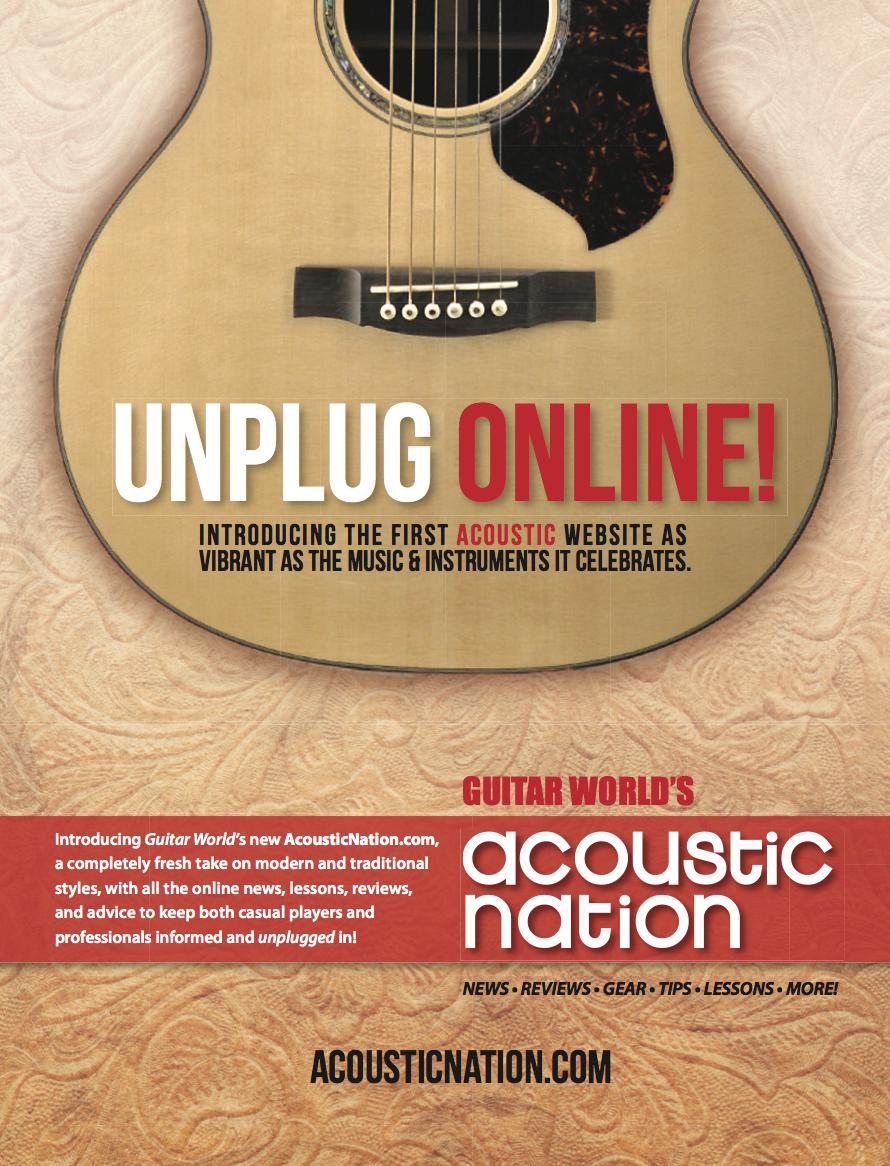 UNPLUG ONLINE!
INTRODUCING THE FIRST ACOUSTIC WEBSITE AS
VIBRANT AS THE MUSIC & INSTRUMENTS IT CELEBRATES.
GUITAR WORLD'S
Introducing Guitar World's new AcousticNation.com,
a completely fresh take on modern and traditional
styles, with all the online news, lessons, reviews,
and advice to keep both casual players and
professionals informed and unplugged in!
acoustic
nation
NEWS • REVIEWS • GEAR • TIPS • LESSONS • MORE!
ACOUSTICNATION.COM